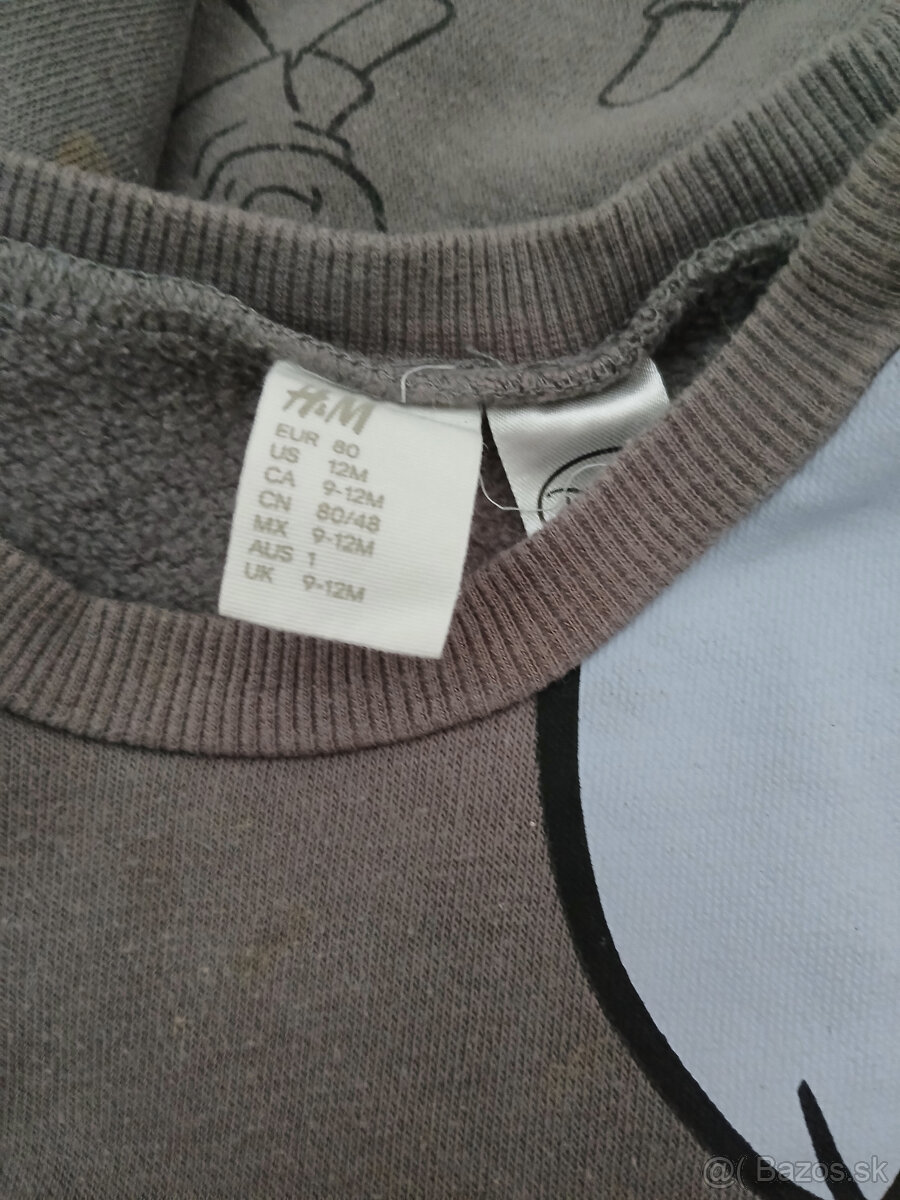 H&M
EUR 80
US 12M
CA 9-12M
CN 80/48
MX 9-12M
AUS 1
UK 9-12M
@( Bazos.sk